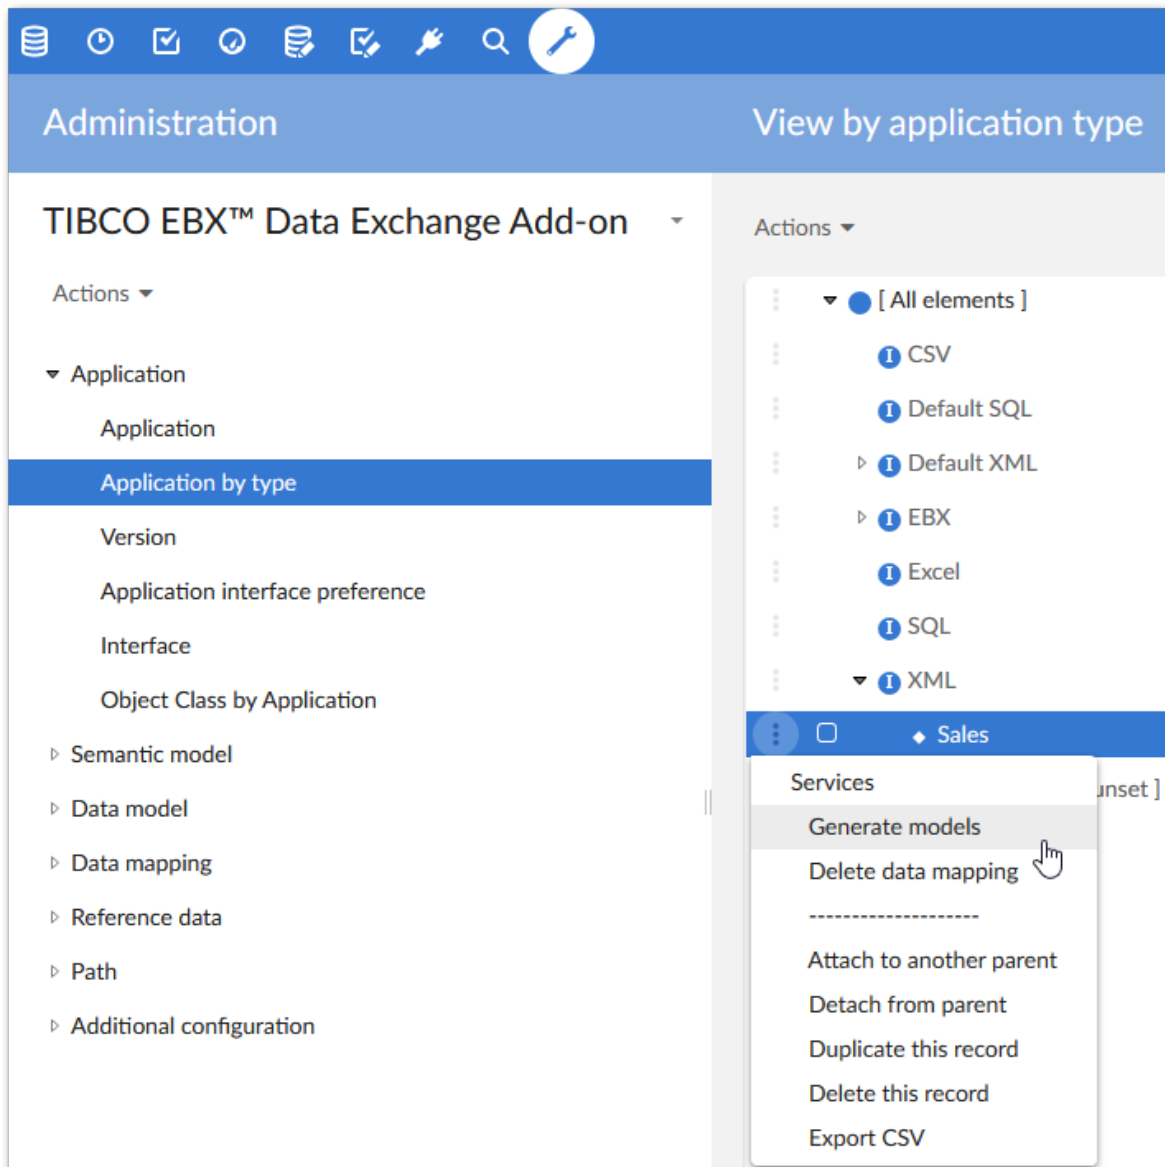 Administration
View by application type
TIBCO EBX™ Data Exchange Add-on
Actions
Application
Application
Application by type
Version
Application interface preference
Interface
Object Class by Application
Semantic model
Data model
Data mapping
Reference data
Path
Additional configuration
Actions
[ All elements ]
CSV
Default SQL
Default XML
EBX
Excel
SQL
XML
Sales
unset ]
Services
Generate models
Delete data mapping
--------------------
Attach to another parent
Detach from parent
Duplicate this record
Delete this record
Export CSV